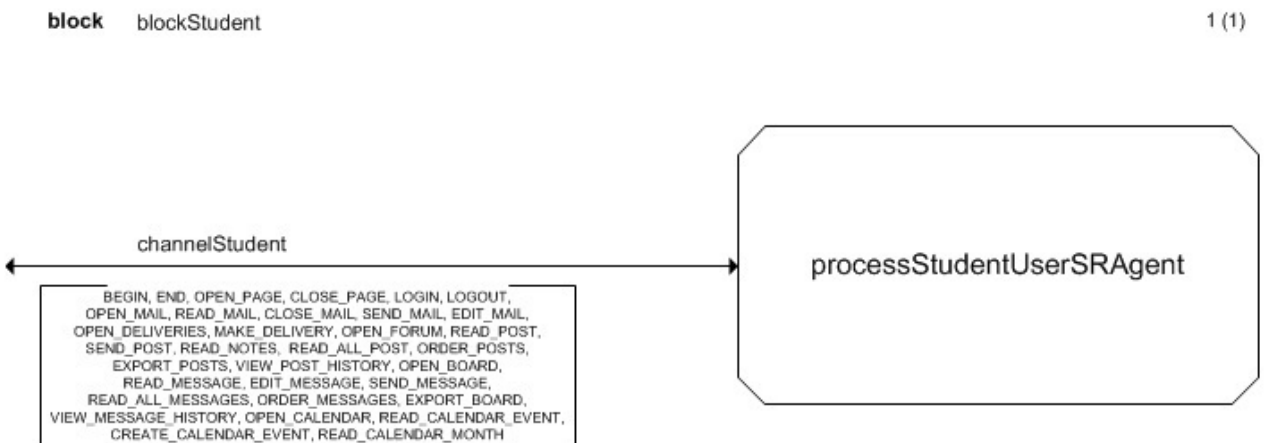 block blockStudent 1 (1)
channelStudent
processStudentUserSRAgent
BEGIN, END, OPEN_PAGE, CLOSE_PAGE, LOGIN, LOGOUT,
OPEN_MAIL, READ_MAIL, CLOSE_MAIL, SEND_MAIL, EDIT_MAIL,
OPEN_DELIVERIES, MAKE_DELIVERY, OPEN_FORUM, READ_POST,
SEND_POST, READ_NOTES, READ_ALL_POST, ORDER_POSTS,
EXPORT_POSTS, VIEW_POST_HISTORY, OPEN_BOARD,
READ_MESSAGE, EDIT_MESSAGE, SEND_MESSAGE,
READ_ALL_MESSAGES, ORDER_MESSAGES, EXPORT_BOARD,
VIEW_MESSAGE_HISTORY, OPEN_CALENDAR, READ_CALENDAR_EVENT,
CREATE_CALENDAR_EVENT, READ_CALENDAR_MONTH